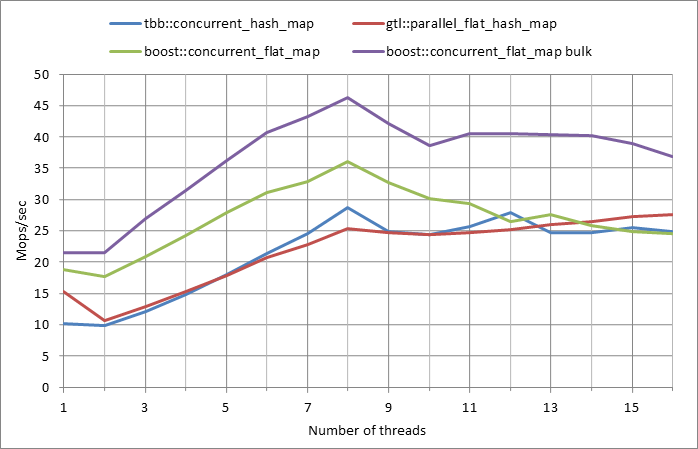 tbb::concurrent_hash_map gtl::parallel_flat_hash_map
boost::concurrent_flat_map boost::concurrent_flat_map bulk
50
45
40
35
30
25
20
15
10
5
0
Mops/sec
1 3 5 7 9 11 13 15
Number of threads